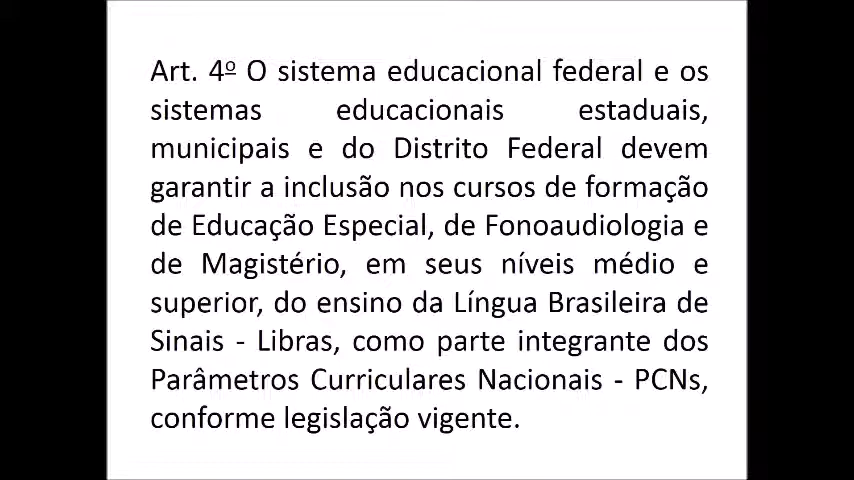 Art. 4º O sistema educacional federal e os
sistemas educacionais estaduais,
municipais e do Distrito Federal devem
garantir a inclusão nos cursos de formação
de Educação Especial, de Fonoaudiologia e
de Magistério, em seus níveis médio e
superior, do ensino da Língua Brasileira de
Sinais - Libras, como parte integrante dos
Parâmetros Curriculares Nacionais - PCNs,
conforme legislação vigente.